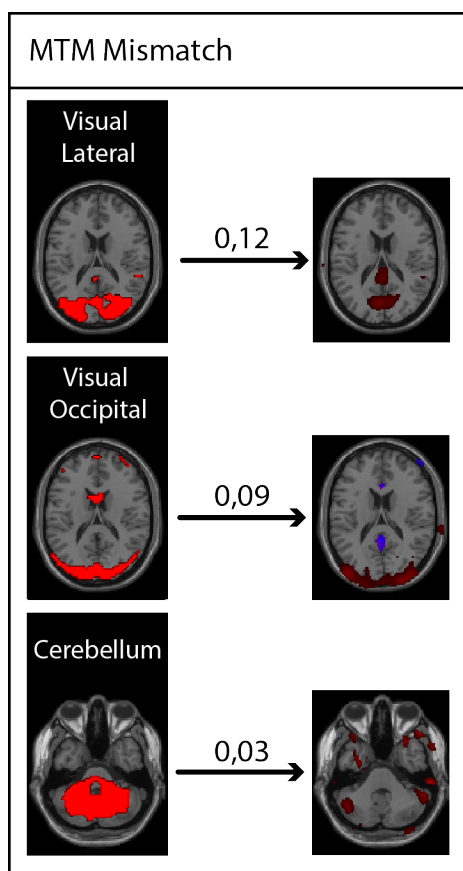 MTM Mismatch
Visual
Lateral
0,12
Visual
Occipital
0,09
Cerebellum
0,03